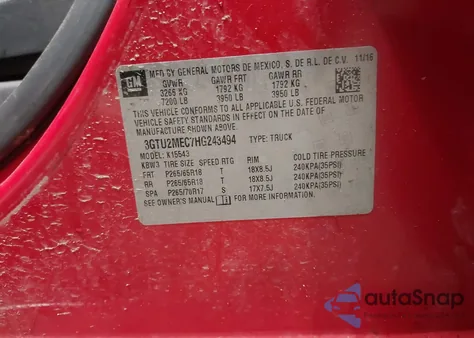 GM
MFD BY GENERAL MOTORS DE MEXICO, S. DE R.L. DE C.V. 11/16
GVWR GAWR FRT GAWR RR
3266 KG 1792 KG 1792 KG
7200 LB 3950 LB 3950 LB
THIS VEHICLE CONFORMS TO ALL APPLICABLE U.S. FEDERAL MOTOR
VEHICLE SAFETY STANDARDS IN EFFECT ON THE DATE OF
MANUFACTURE SHOWN ABOVE.
3GTU2MEC7HG243494 TYPE: TRUCK
MODEL: K15543
KBW3 TIRE SIZE SPEED RTG RIM COLD TIRE PRESSURE
FRT P265/65R18 T 18X8.5J 240KPA(35PSI)
RR P265/65R18 T 18X8.5J 240KPA(35PSI)
SPA P265/70R17 S 17X7.5J 240KPA(35PSI)
SEE OWNER'S MANUAL FOR MORE INFORMATION.
autoSnap